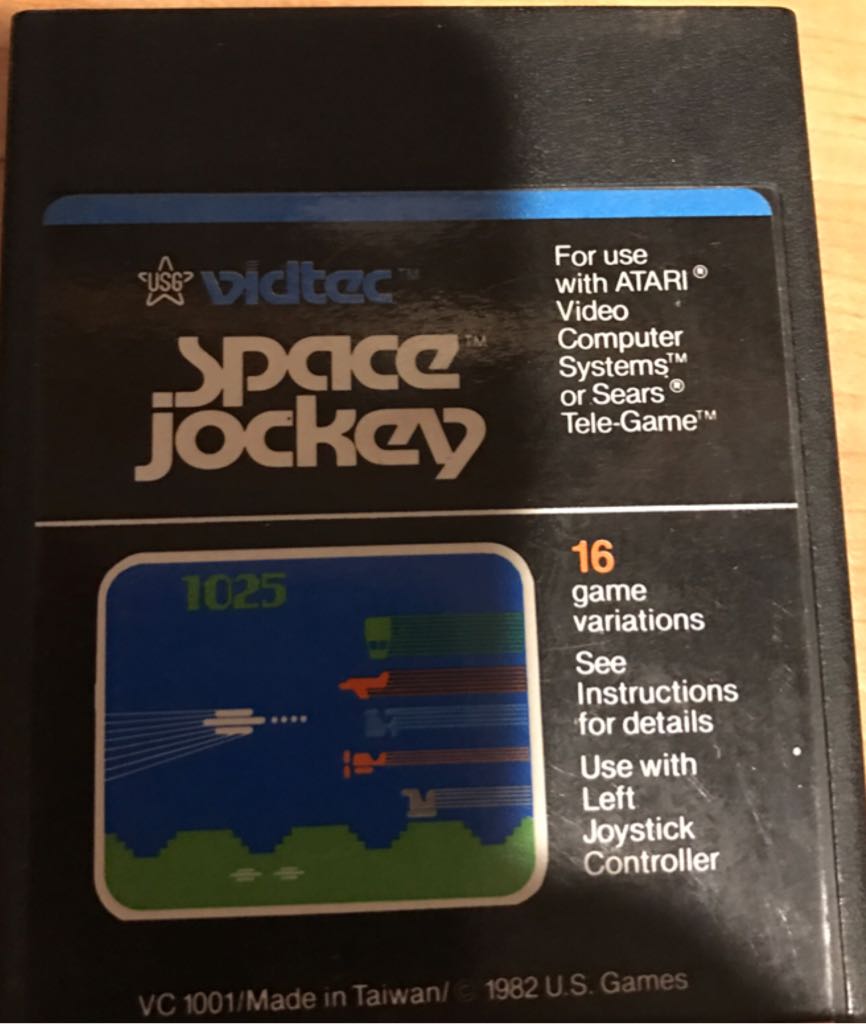 USG vidtec™
space™
jockey
For use
with ATARI®
Video
Computer
Systems™
or Sears®
Tele-Game™
1025
16
game
variations
See
Instructions
for details
Use with
Left
Joystick
Controller
VC 1001/Made in Taiwan/ © 1982 U.S. Games